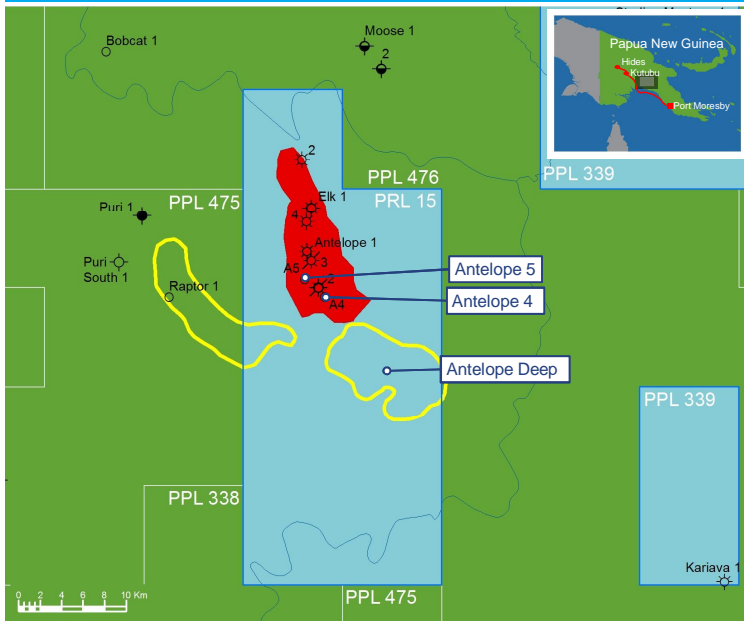 Bobcat 1
Moose 1
2
Papua New Guinea
Hides
Kutubu
Port Moresby
PPL 339
PPL 476
PPL 475
PRL 15
2
Elk 1
4
Puri 1
Antelope 1
3
A5
Puri
South 1
Raptor 1
2
A4
Antelope 5
Antelope 4
Antelope Deep
PPL 339
PPL 338
Kariava 1
PPL 475
0 2 4 6 8 10 Km